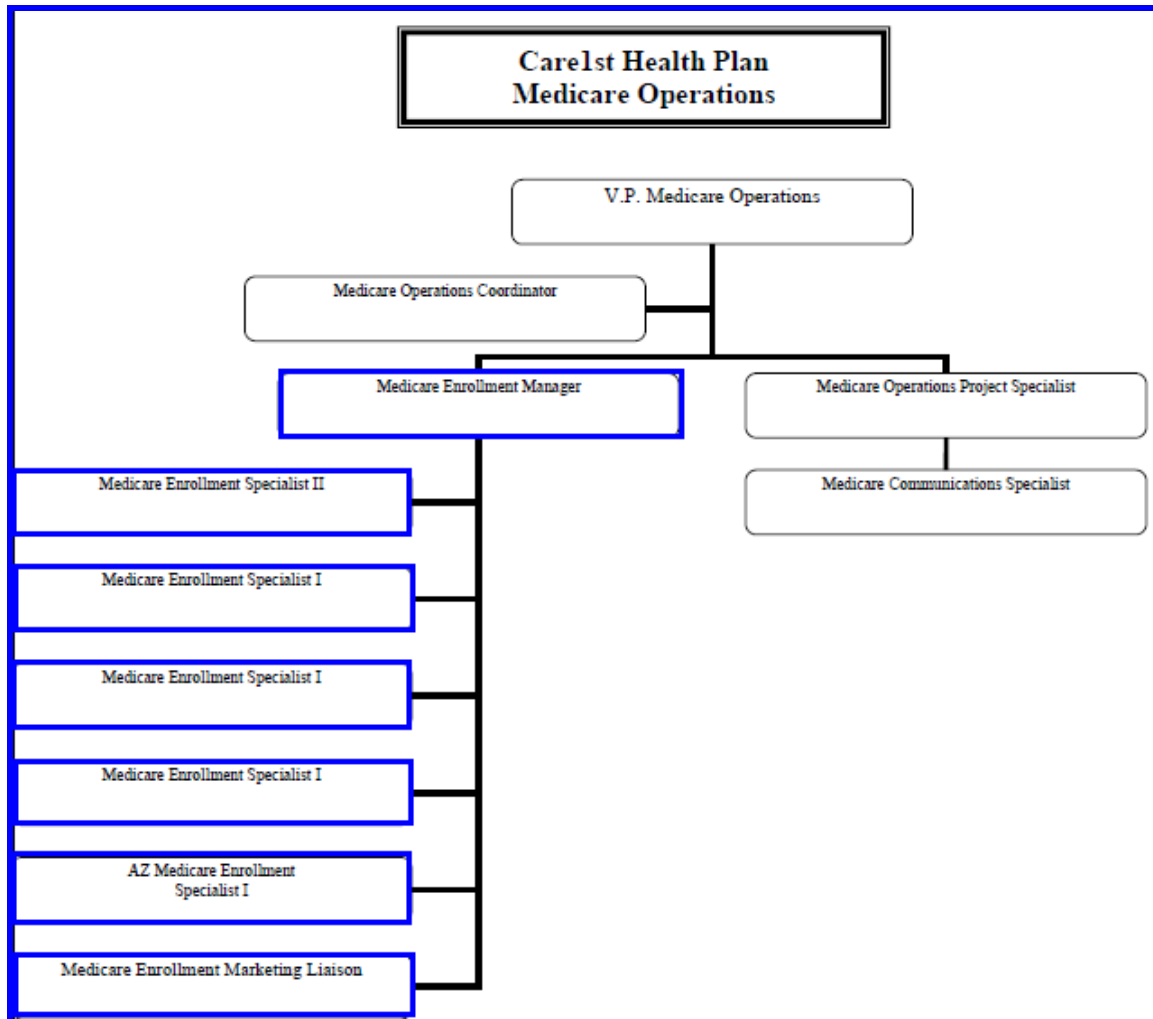 Care1st Health Plan
Medicare Operations
V.P. Medicare Operations
Medicare Operations Coordinator
Medicare Enrollment Manager
Medicare Operations Project Specialist
Medicare Enrollment Specialist II
Medicare Communications Specialist
Medicare Enrollment Specialist I
Medicare Enrollment Specialist I
Medicare Enrollment Specialist I
AZ Medicare Enrollment
Specialist I
Medicare Enrollment Marketing Liaison